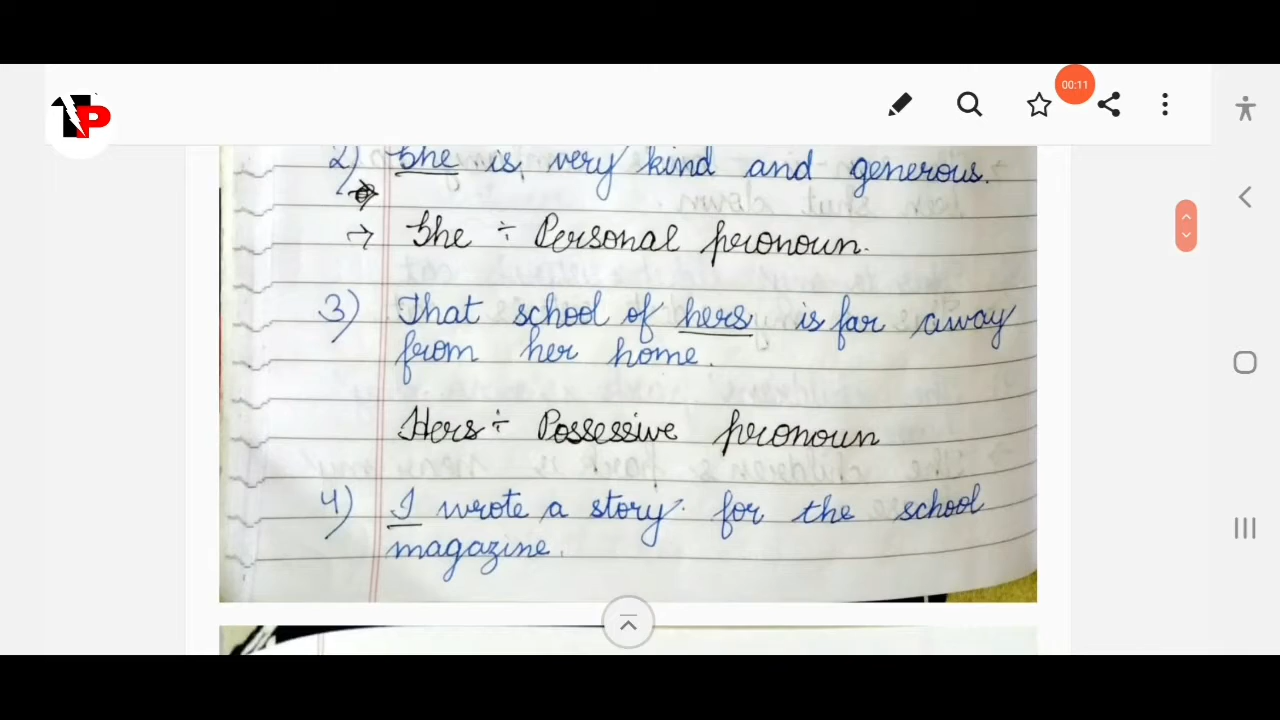 1P
00:11
2) She is very kind and generous.
→ She ÷ Personal pronoun.
3) That school of hers is far away
from her home.
Hers ÷ Possessive pronoun
4) I wrote a story for the school
magazine.